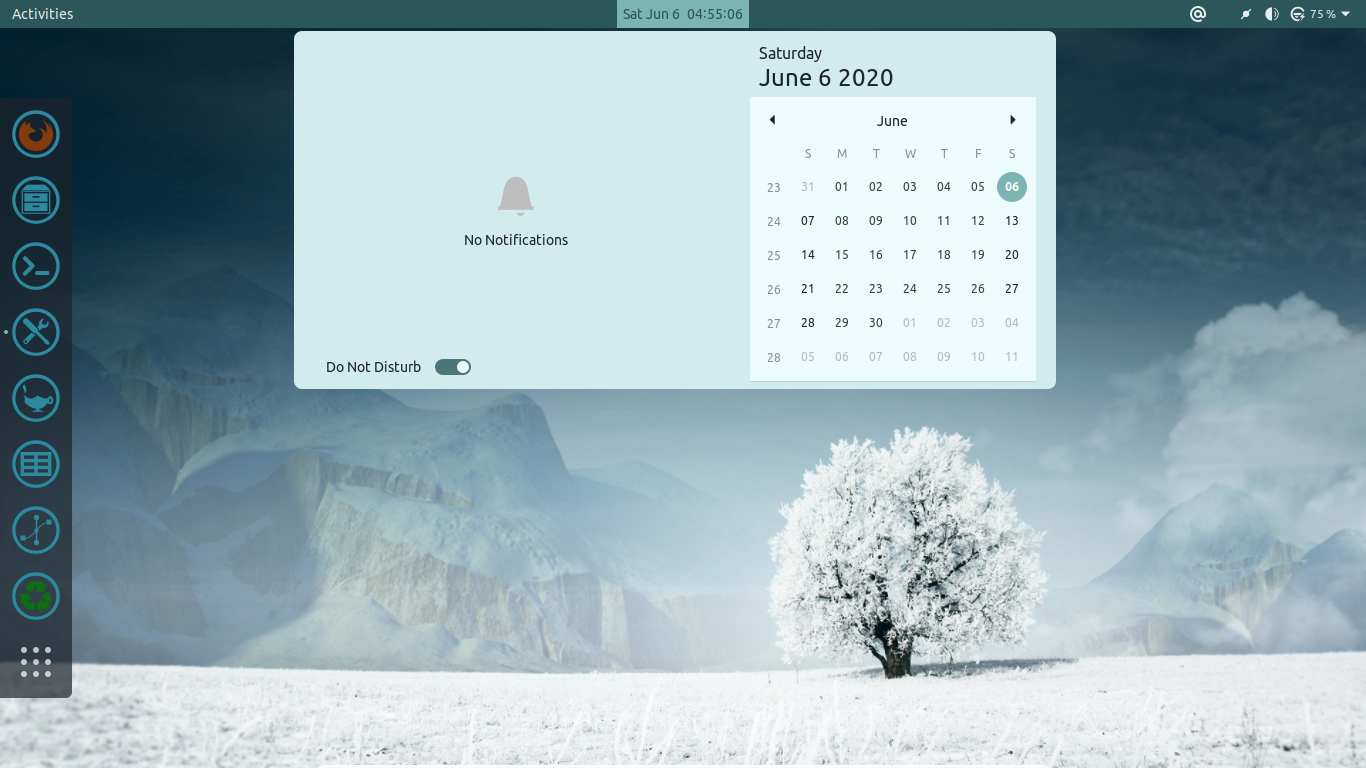 Activities
Sat Jun 6 04:55:06
75 %
Saturday
June 6 2020
June
S M T W T F S
23 31 01 02 03 04 05 06
24 07 08 09 10 11 12 13
25 14 15 16 17 18 19 20
26 21 22 23 24 25 26 27
27 28 29 30 01 02 03 04
28 05 06 07 08 09 10 11
No Notifications
Do Not Disturb